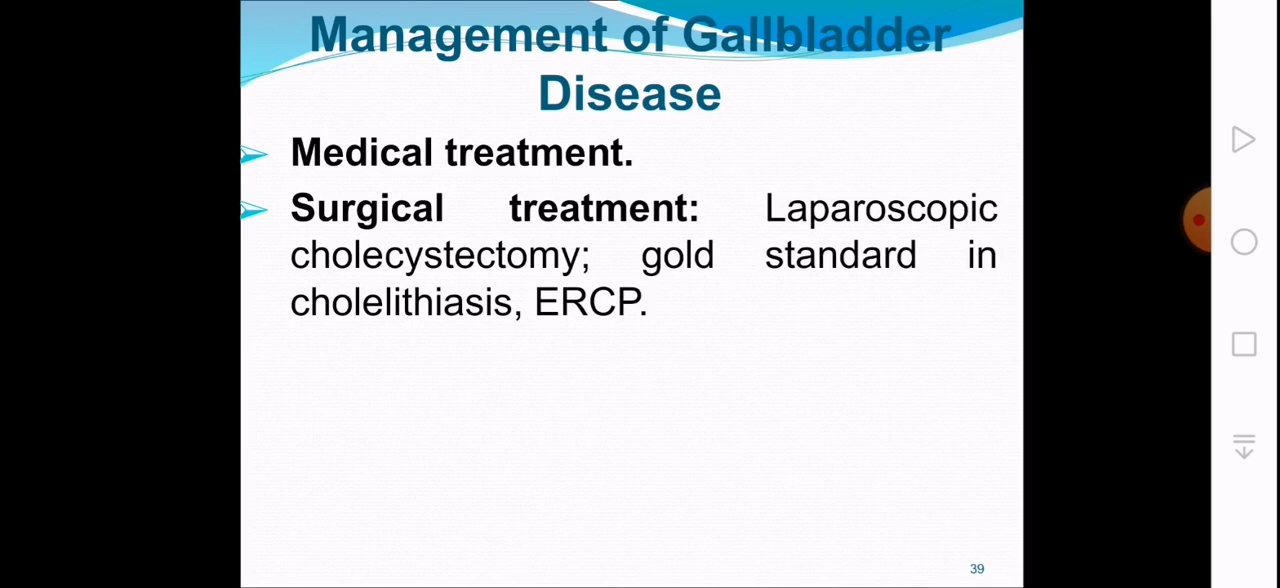 Management of Gallbladder
Disease
Medical treatment.
Surgical treatment: Laparoscopic
cholecystectomy; gold standard in
cholelithiasis, ERCP.
39